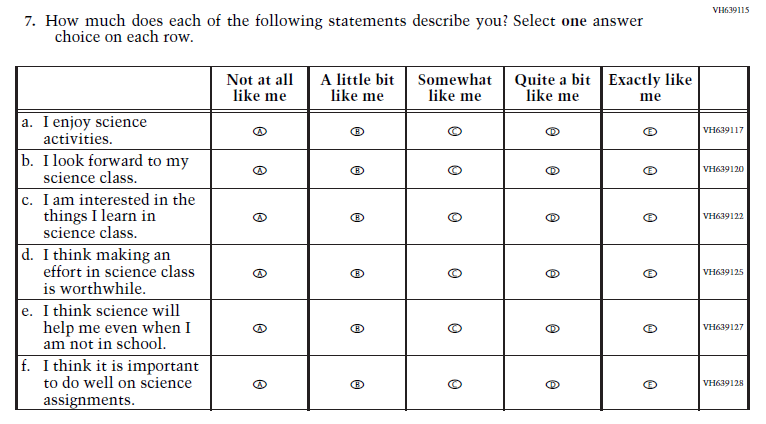 VH639115
7. How much does each of the following statements describe you? Select one answer
choice on each row.
Not at all like me A little bit like me Somewhat like me Quite a bit like me Exactly like me
a. I enjoy science
activities. A B C D E VH639117
b. I look forward to my
science class. A B C D E VH639120
c. I am interested in the
things I learn in A B C D E VH639122
science class.
d. I think making an
effort in science class A B C D E VH639125
is worthwhile.
e. I think science will
help me even when I A B C D E VH639127
am not in school.
f. I think it is important
to do well on science A B C D E VH639128
assignments.